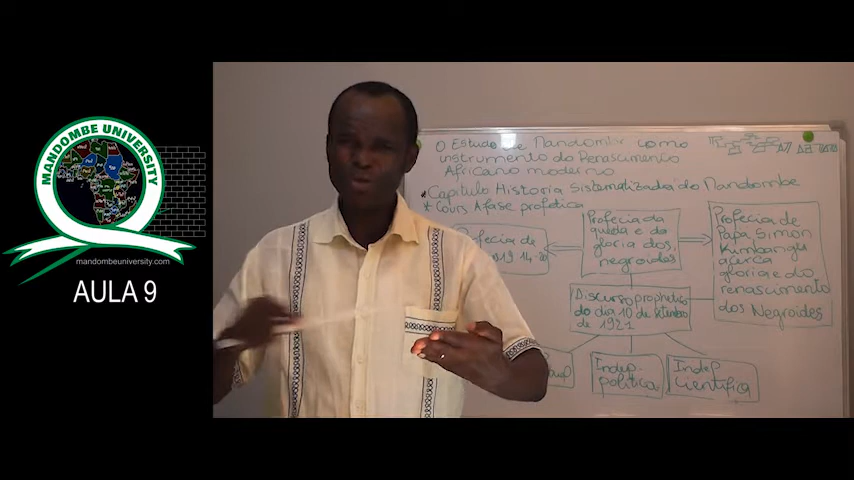 MANDOMBE UNIVERSITY
mandombeuniversity.com
AULA 9
O Estudo de Mandombe como
instrumento do Renascimento
Africano moderno
Capitulo Historia Sistematizada do Mandombe
* Cours A fase profetica
Profecia da
queda e da
gloria dos
negroides
Profecia de
Papa Simon
Kimbangu
acerca
gloria e do
renascimento
dos Negroides
rofecia de
Discurso prophetico
do dia 10 de setembro
de 1921
Indep.
politica
Indep
cientifica